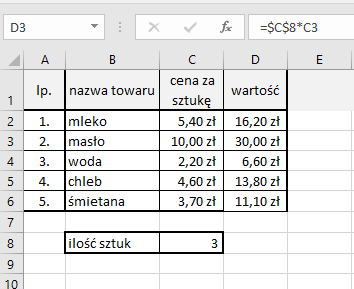 D3 fx =$C$8*C3
A B C D E
1 lp. nazwa towaru cena za sztukę wartość
2 1. mleko 5,40 zł 16,20 zł
3 2. masło 10,00 zł 30,00 zł
4 3. woda 2,20 zł 6,60 zł
5 4. chleb 4,60 zł 13,80 zł
6 5. śmietana 3,70 zł 11,10 zł
7
8 ilość sztuk 3
9
10